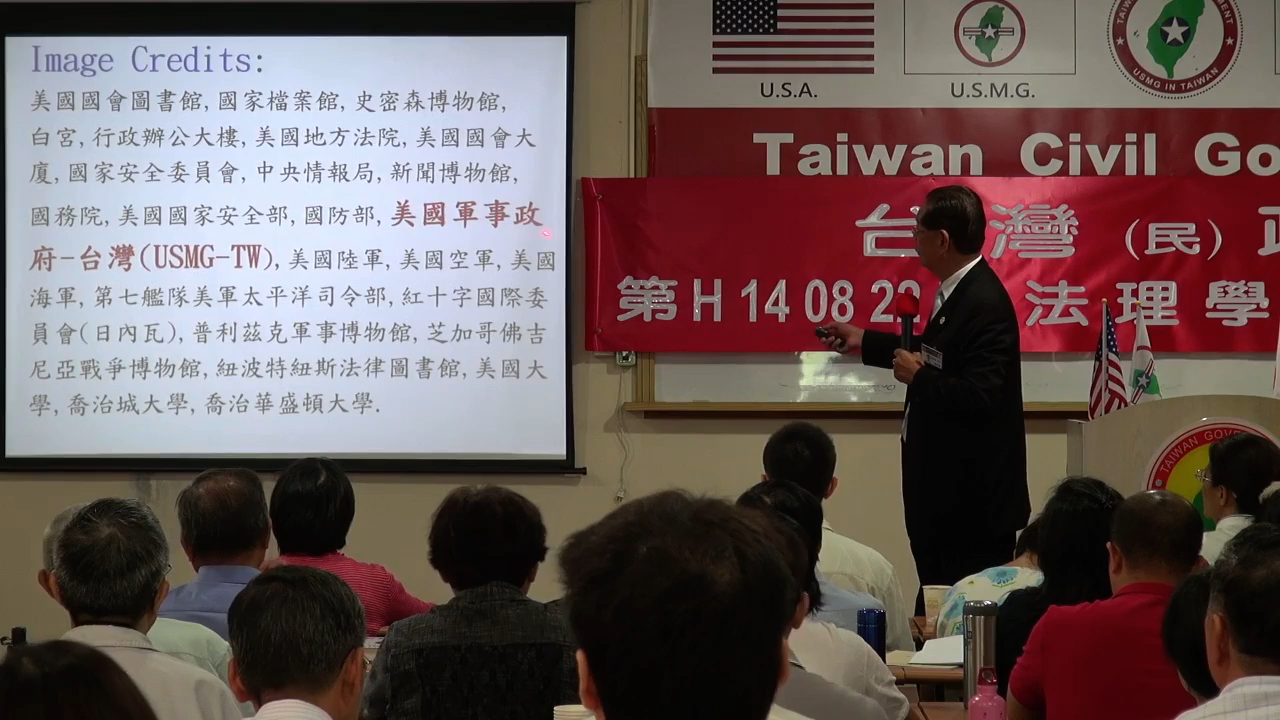 Image Credits:
美國國會圖書館, 國家檔案館, 史密森博物館,
白宮, 行政辦公大樓, 美國地方法院, 美國國會大
廈, 國家安全委員會, 中央情報局, 新聞博物館,
國務院, 美國國家安全部, 國防部, 美國軍事政
府-台灣(USMG-TW), 美國陸軍, 美國空軍, 美國
海軍, 第七艦隊美軍太平洋司令部, 紅十字國際委
員會(日內瓦), 普利茲克軍事博物館, 芝加哥佛吉
尼亞戰爭博物館, 紐波特紐斯法律圖書館, 美國大
學, 喬治城大學, 喬治華盛頓大學.
U.S.A.
U.S.M.G.
USMG IN TAIWAN
Taiwan Civil Go
台灣(民)
第H 14 08 22
法理學
TAIWAN GOV